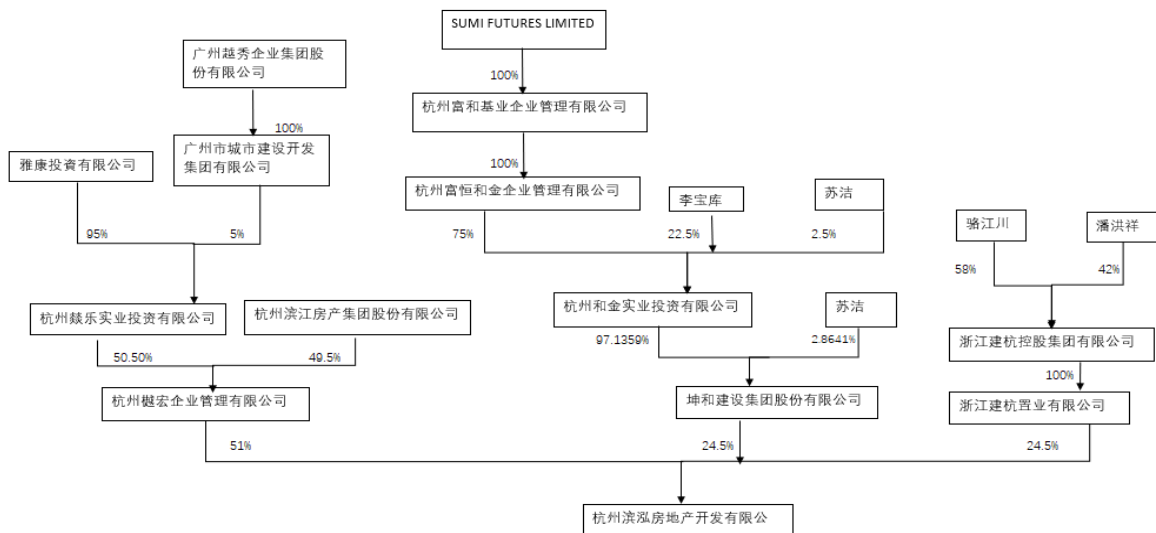 SUMI FUTURES LIMITED
广州越秀企业集团股
份有限公司
100%
杭州富和基业企业管理有限公司
100%
雅康投資有限公司
广州市城市建设开发
集团有限公司
100%
杭州富恒和金企业管理有限公司
李宝库
苏洁
骆江川
潘洪祥
95%
5%
75%
22.5%
2.5%
58%
42%
杭州燚乐实业投资有限公司
杭州滨江房产集团股份有限公司
杭州和金实业投资有限公司
苏洁
浙江建杭控股集团有限公司
50.50%
49.5%
97.1359%
2.8641%
100%
杭州樾宏企业管理有限公司
坤和建设集团股份有限公司
浙江建杭置业有限公司
51%
24.5%
24.5%
杭州滨泓房地产开发有限公